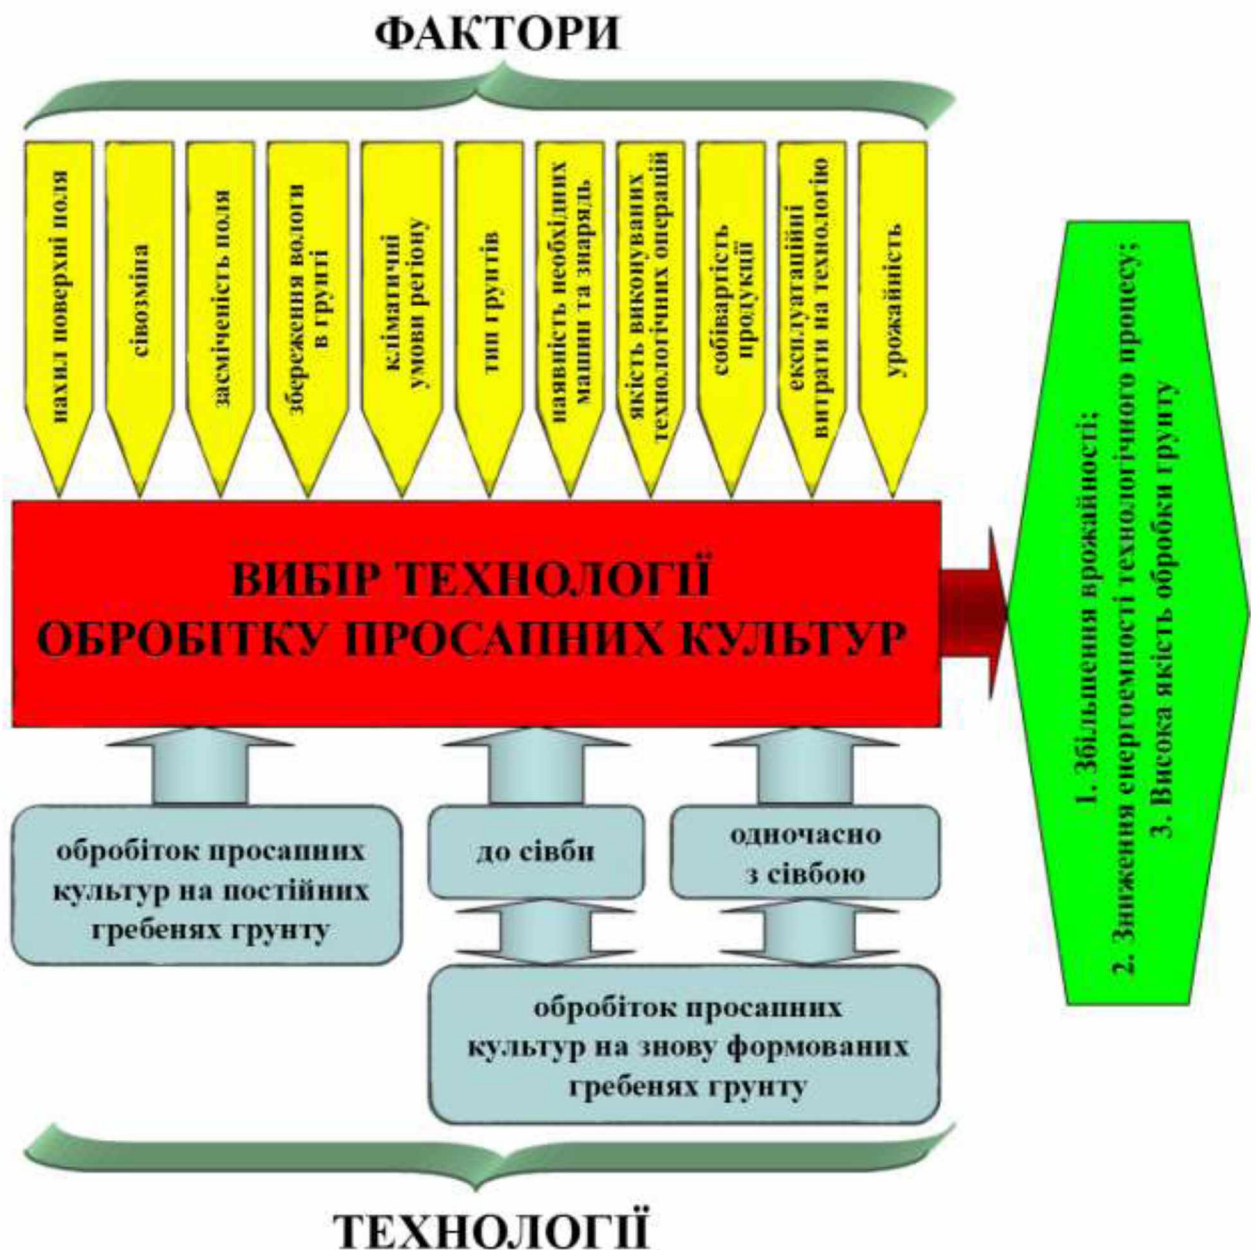 ФАКТОРИ
нахил поверхні поля
сівозміна
засміченість поля
збереження вологи
в грунті
кліматичні
умови регіону
тип грунтів
наявність необхідних
машин та знарядь
якість виконуваних
технологічних операцій
собівартість
продукції
експлуатаційні
витрати на технологію
урожайність
ВИБІР ТЕХНОЛОГІЇ
ОБРОБІТКУ ПРОСАПНИХ КУЛЬТУР
1. Збільшення врожайності;
2. Зниження енергоемності технологічного процесу;
3. Висока якість обробки грунту
обробіток просапних
культур на постійних
гребенях грунту
до сівби
одночасно
з сівбою
обробіток просапних
культур на знову формованих
гребенях грунту
ТЕХНОЛОГІЇ